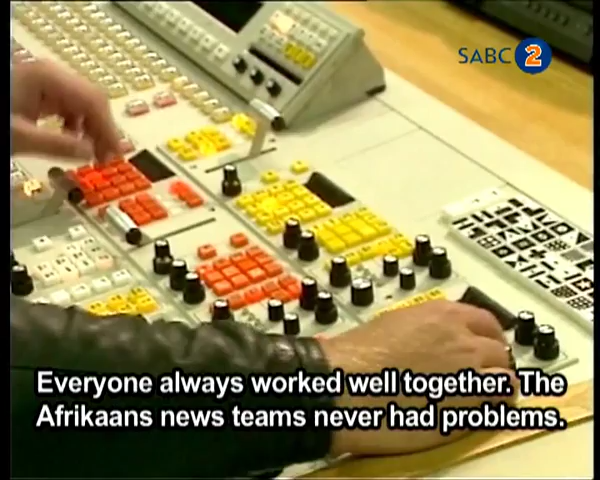 SABC 2
Everyone always worked well together. The
Afrikaans news teams never had problems.